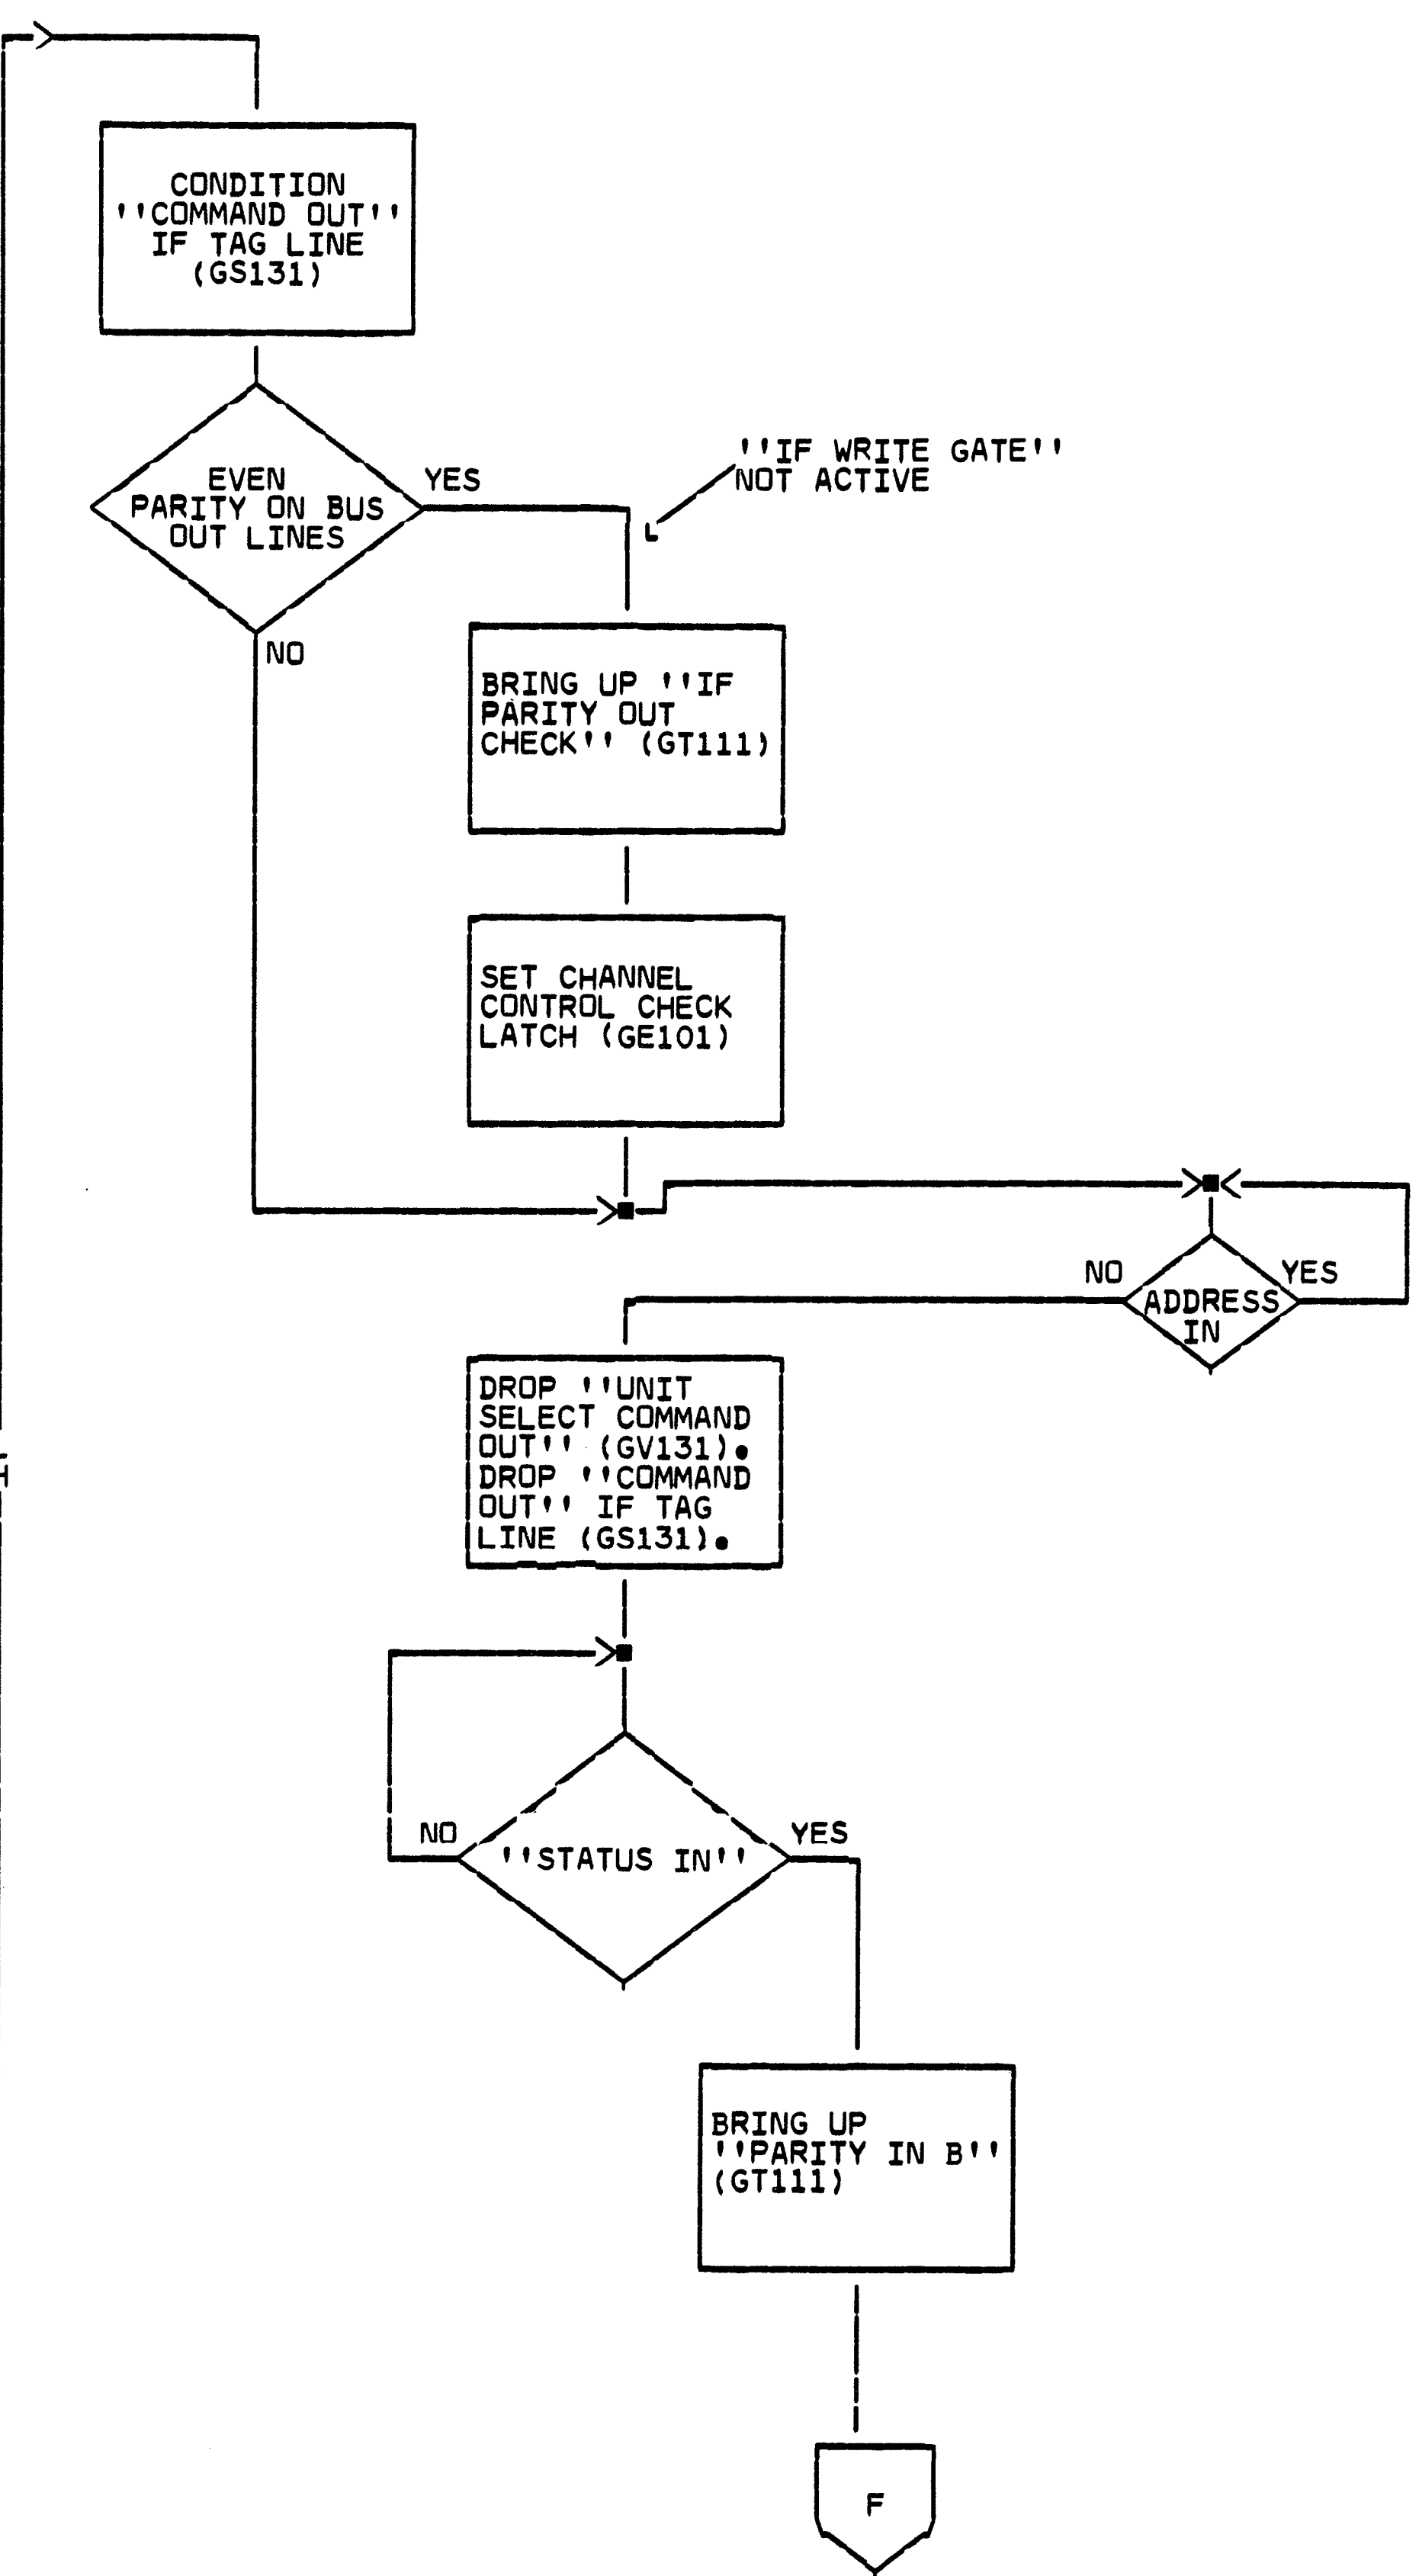 CONDITION
''COMMAND OUT''
IF TAG LINE
(GS131)
EVEN
PARITY ON BUS
OUT LINES
YES
NO
''IF WRITE GATE''
NOT ACTIVE
BRING UP ''IF
PARITY OUT
CHECK'' (GT111)
SET CHANNEL
CONTROL CHECK
LATCH (GE101)
NO
YES
ADDRESS
IN
DROP ''UNIT
SELECT COMMAND
OUT'' (GV131).
DROP ''COMMAND
OUT'' IF TAG
LINE (GS131).
NO
''STATUS IN''
YES
BRING UP
''PARITY IN B''
(GT111)
F